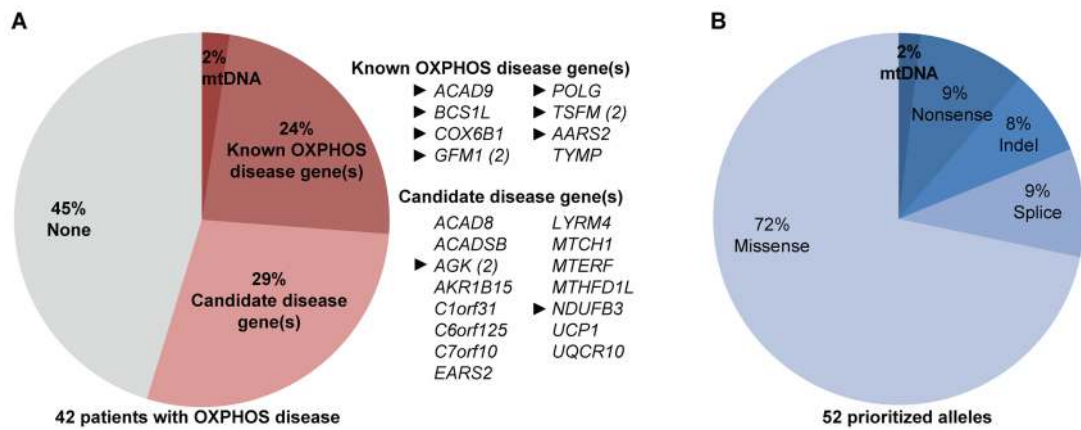 A
2%
mtDNA
24%
Known OXPHOS
disease gene(s)
29%
Candidate disease
gene(s)
45%
None
42 patients with OXPHOS disease
Known OXPHOS disease gene(s)
▶ ACAD9
▶ BCS1L
▶ COX6B1
▶ GFM1 (2)
▶ POLG
▶ TSFM (2)
▶ AARS2
TYMP
Candidate disease gene(s)
ACAD8
ACADSB
▶ AGK (2)
AKR1B15
C1orf31
C6orf125
C7orf10
EARS2
LYRM4
MTCH1
MTERF
MTHFD1L
▶ NDUFB3
UCP1
UQCR10
B
2%
mtDNA
9%
Nonsense
8%
Indel
9%
Splice
72%
Missense
52 prioritized alleles